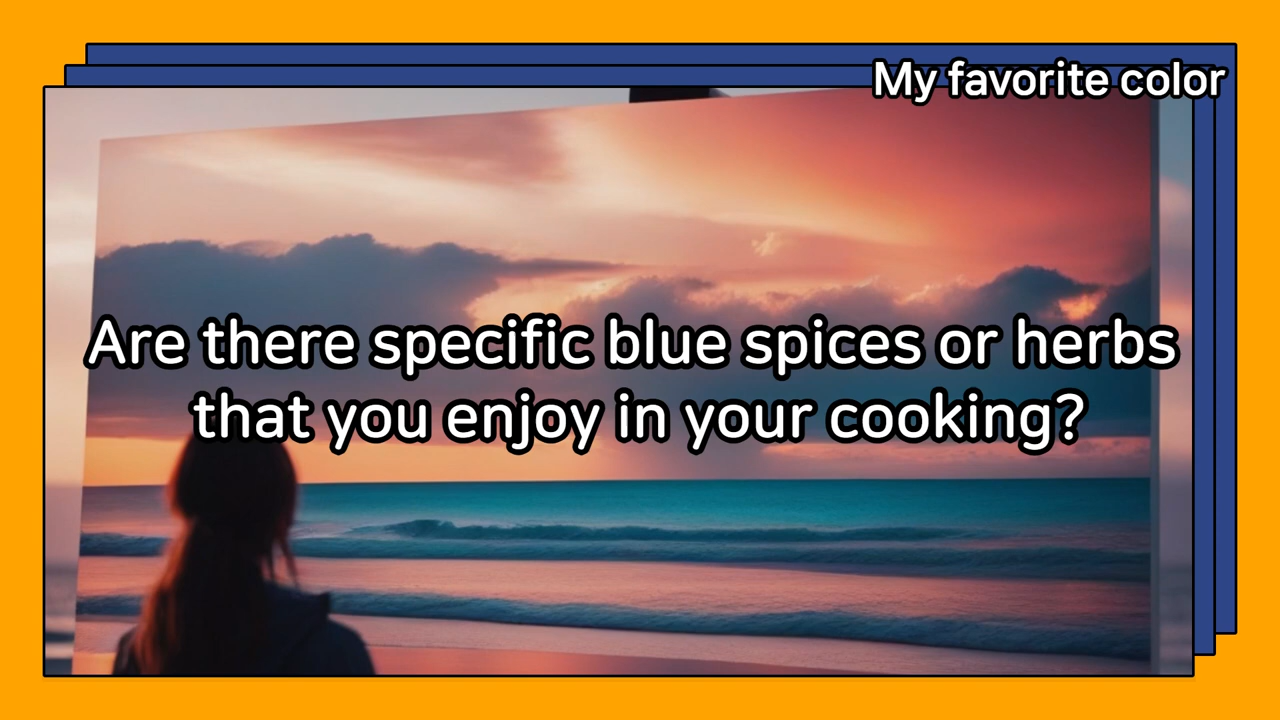 My favorite color
Are there specific blue spices or herbs
that you enjoy in your cooking?